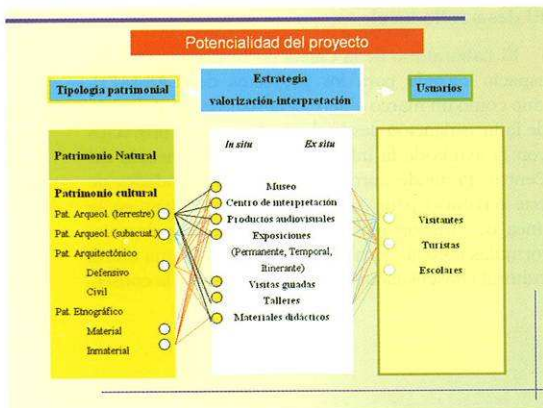 Potencialidad del proyecto
Tipología patrimonial
Estrategia
valorización-interpretación
Usuarios
Patrimonio Natural
Patrimonio cultural
Pat. Arqueol. (terrestre)
Pat. Arqueol. (subacuat.)
Pat. Arquitectónico
Defensivo
Civil
Pat. Etnográfico
Material
Inmaterial
In situ
Ex situ
Museo
Centro de interpretación
Productos audiovisuales
Exposiciones
(Permanente, Temporal,
Itinerante)
Visitas guiadas
Talleres
Materiales didácticos
Visitantes
Turistas
Escolares